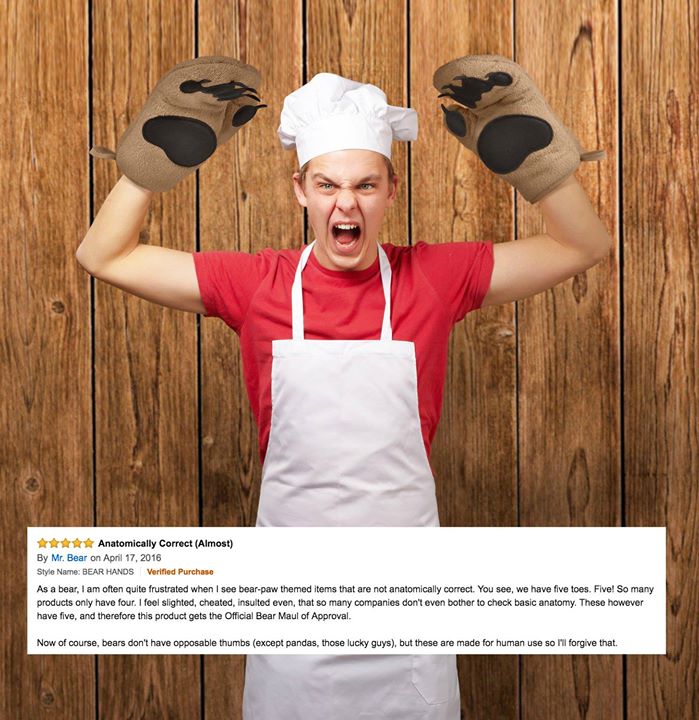 Anatomically Correct (Almost)
By Mr. Bear on April 17, 2016
Style Name: BEAR HANDS Verified Purchase
As a bear, I am often quite frustrated when I see bear-paw themed items that are not anatomically correct. You see, we have five toes. Five! So many
products only have four. I feel slighted, cheated, insulted even, that so many companies don't even bother to check basic anatomy. These however
have five, and therefore this product gets the Official Bear Maul of Approval.
Now of course, bears don't have opposable thumbs (except pandas, those lucky guys), but these are made for human use so I'll forgive that.